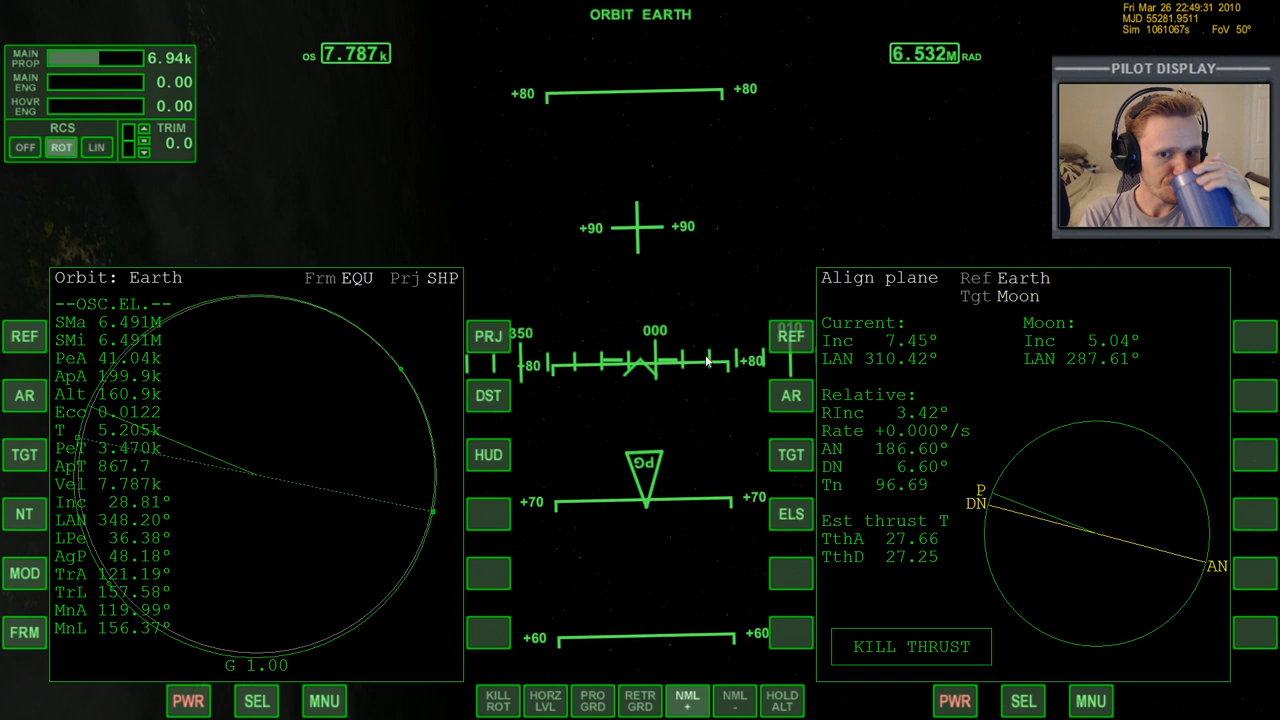 ORBIT EARTH
Fri Mar 26 22:49:31 2010
MJD 55281.9511
Sim 1061067s FoV 50°
MAIN PROP 6.94k
MAIN ENG 0.00
HOVR ENG 0.00
RCS
OFF ROT LIN
TRIM
0.0
OS 7.787k
6.532M RAD
PILOT DISPLAY
+80 +80
+90 +90
350 000 010
+80 +80
PG
+70 +70
+60 +60
Orbit: Earth Frm EQU Prj SHP
--OSC.EL.--
SMa 6.491M
SMi 6.491M
PeA 41.04k
ApA 199.9k
Alt 160.9k
Ecc 0.0122
T 5.205k
PeT 3.470k
ApT 867.7
Vel 7.787k
Inc 28.81°
LAN 348.20°
LPe 36.38°
AgP 48.18°
TrA 121.19°
TrL 157.58°
MnA 119.99°
MnL 156.37°
G 1.00
REF
AR
TGT
NT
MOD
FRM
PRJ
DST
HUD
PWR SEL MNU
KILL ROT
HORZ LVL
PRO GRD
RETR GRD
NML +
NML -
HOLD ALT
REF
AR
TGT
ELS
Align plane Ref Earth
Tgt Moon
Current: Moon:
Inc 7.45° Inc 5.04°
LAN 310.42° LAN 287.61°
Relative:
RInc 3.42°
Rate +0.000°/s
AN 186.60°
DN 6.60°
Tn 96.69
Est thrust T
TthA 27.66
TthD 27.25
P
DN
AN
KILL THRUST
PWR SEL MNU